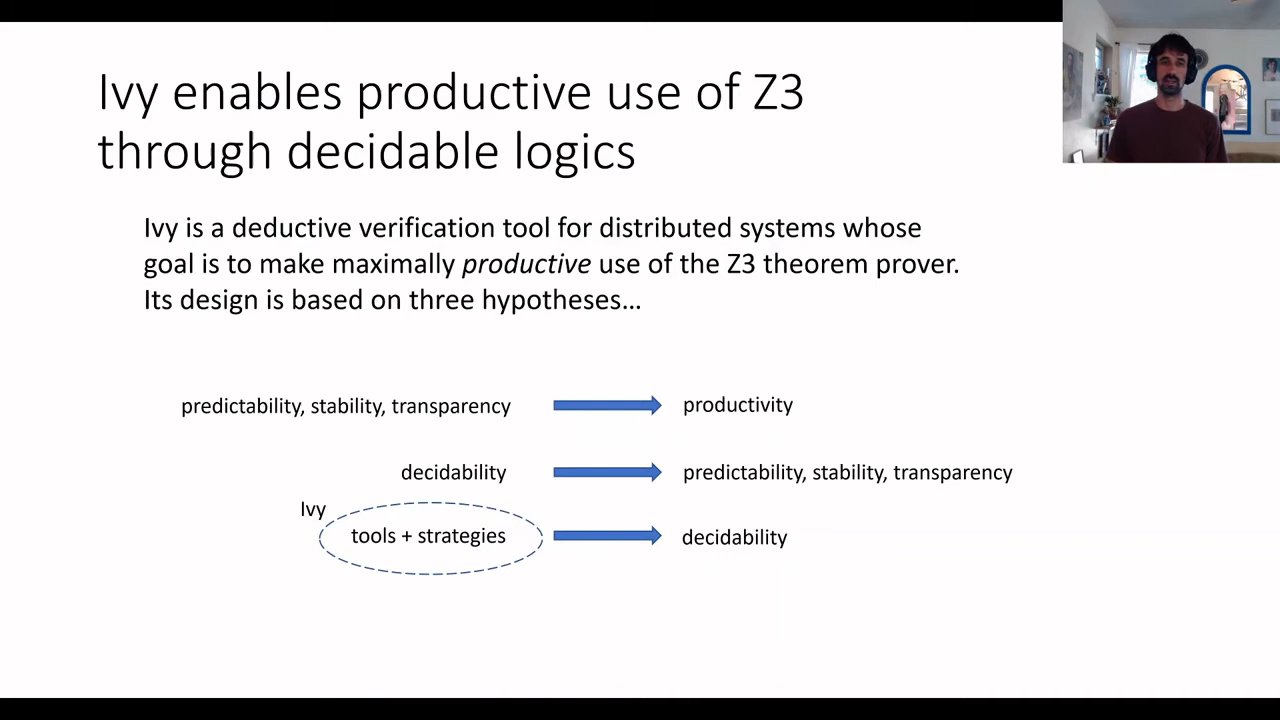 Ivy enables productive use of Z3
through decidable logics
Ivy is a deductive verification tool for distributed systems whose
goal is to make maximally productive use of the Z3 theorem prover.
Its design is based on three hypotheses…
predictability, stability, transparency
productivity
decidability
predictability, stability, transparency
Ivy
tools + strategies
decidability